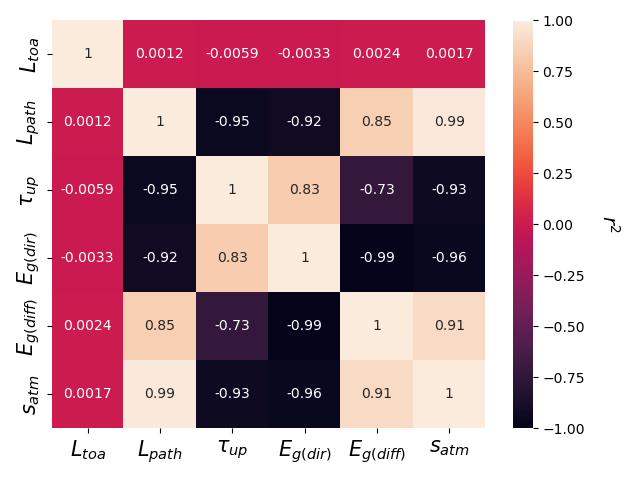 L_toa 1 0.0012 -0.0059 -0.0033 0.0024 0.0017 1.00
L_path 0.0012 1 -0.95 -0.92 0.85 0.99 0.75
τ_up -0.0059 -0.95 1 0.83 -0.73 -0.93 0.50
E_g(dir) -0.0033 -0.92 0.83 1 -0.99 -0.96 0.25
E_g(diff) 0.0024 0.85 -0.73 -0.99 1 0.91 0.00
s_atm 0.0017 0.99 -0.93 -0.96 0.91 1 -0.25
L_toa L_path τ_up E_g(dir) E_g(diff) s_atm
-0.50
-0.75
-1.00
r²